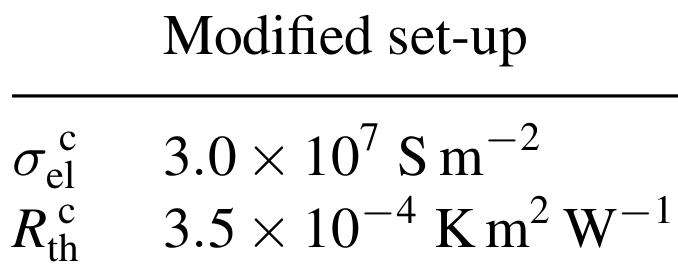 Modified set-up
σ_el^c 3.0 × 10^7 S m^−2
R_th^c 3.5 × 10^−4 K m^2 W^−1